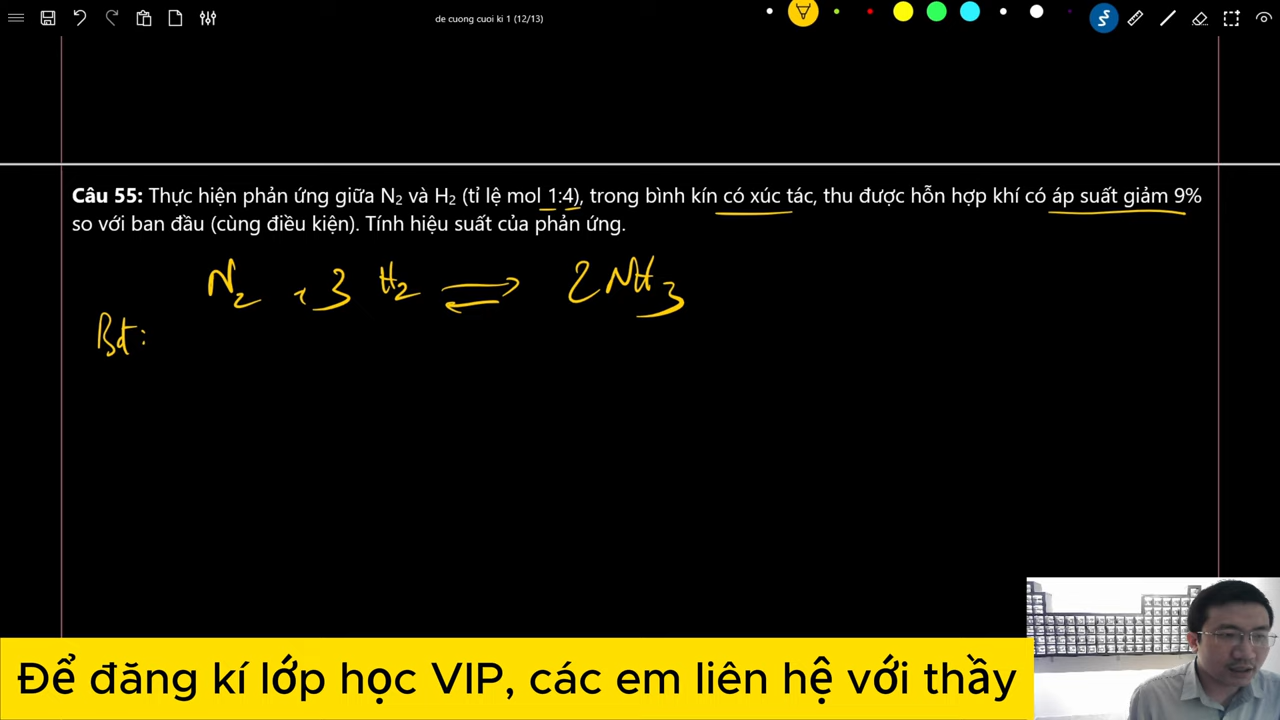 de cuong cuoi ki 1 (12/13)
Câu 55: Thực hiện phản ứng giữa N₂ và H₂ (tỉ lệ mol 1:4), trong bình kín có xúc tác, thu được hỗn hợp khí có áp suất giảm 9%
so với ban đầu (cùng điều kiện). Tính hiệu suất của phản ứng.
N₂ + 3 H₂ ⇌ 2NH₃
Bđ:
Để đăng kí lớp học VIP, các em liên hệ với thầy